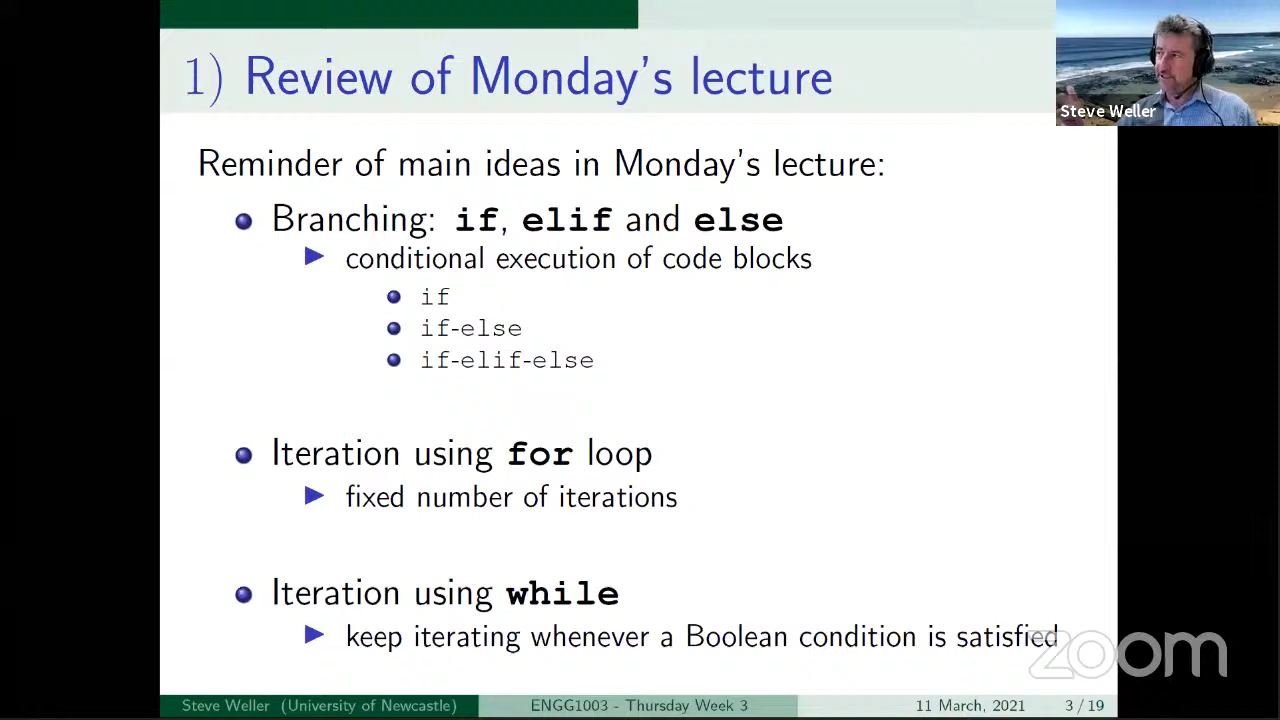 1) Review of Monday's lecture
Steve Weller
Reminder of main ideas in Monday's lecture:
Branching: if, elif and else
conditional execution of code blocks
if
if-else
if-elif-else
Iteration using for loop
fixed number of iterations
Iteration using while
keep iterating whenever a Boolean condition is satisfied
zoom
Steve Weller (University of Newcastle) ENGG1003 - Thursday Week 3 11 March, 2021 3 / 19